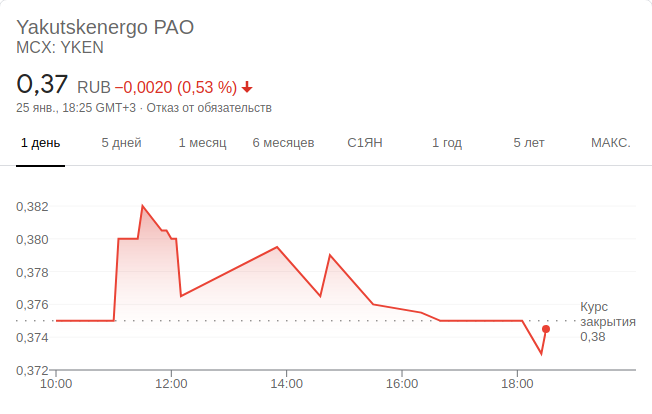 Yakutskenergo PAO
MCX: YKEN
0,37 RUB −0,0020 (0,53 %) ↓
25 янв., 18:25 GMT+3 · Отказ от обязательств
1 день 5 дней 1 месяц 6 месяцев С1ЯН 1 год 5 лет МАКС.
0,382
0,380
0,378
0,376
0,374
0,372
Курс
закрытия
0,38
10:00 12:00 14:00 16:00 18:00